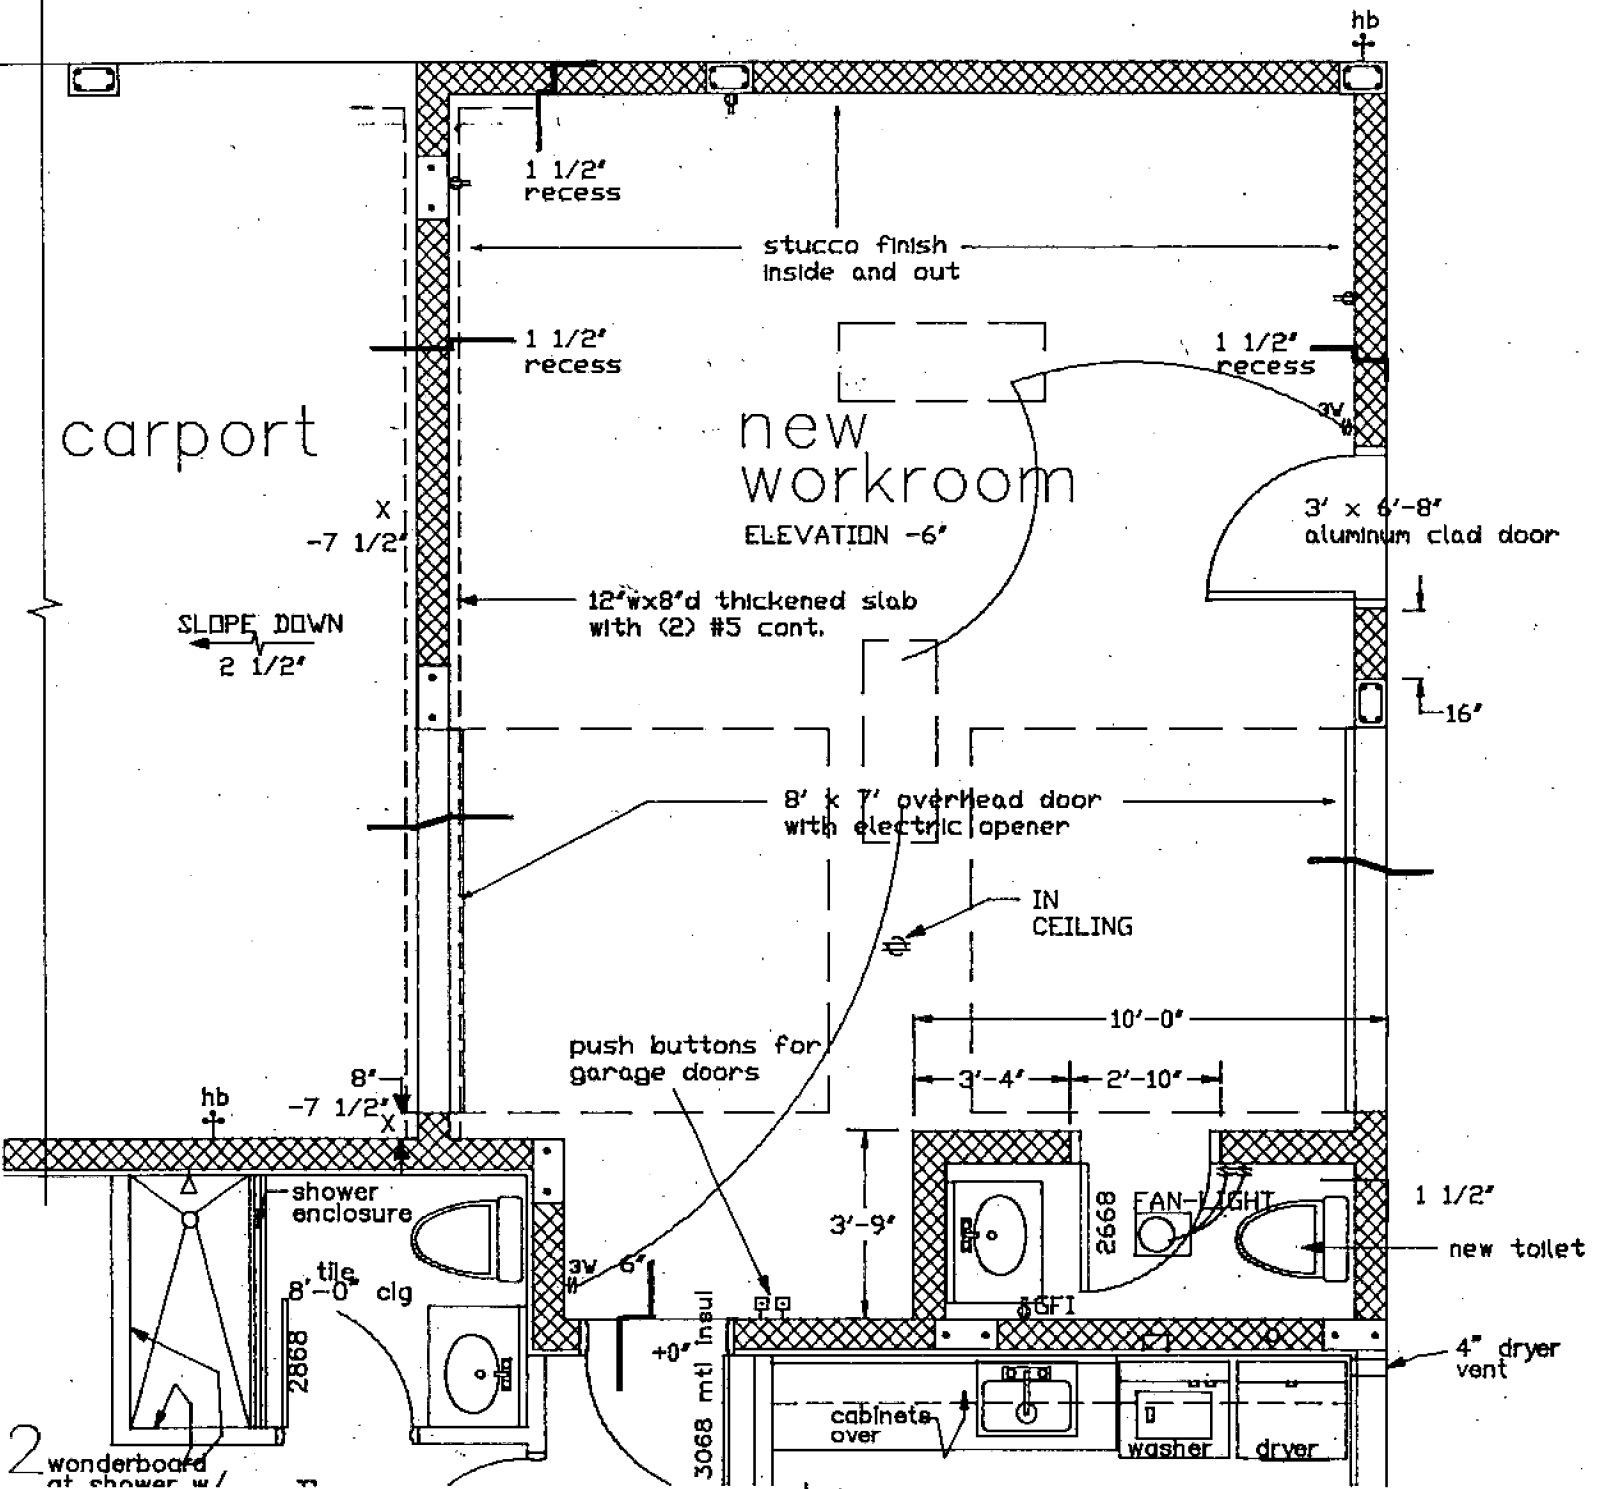 hb
1 1/2"
recess
stucco finish
inside and out
1 1/2"
recess
1 1/2"
recess
3W
carport
new
workroom
ELEVATION -6"
X
-7 1/2"
3' x 6'-8"
aluminum clad door
12"wx8"d thickened slab
with (2) #5 cont.
SLOPE DOWN
2 1/2"
16"
8' x 7' overhead door
with electric opener
IN
CEILING
10'-0"
push buttons for
garage doors
3'-4"
2'-10"
8"
-7 1/2"
X
hb
shower
enclosure
3'-9"
2668
FAN-LIGHT
1 1/2"
new toilet
tile
8'-0" clg
3W
6"
GFI
2868
+0"
3068 mtl insul
4" dryer
vent
cabinets
over
washer
dryer
2
wonderboard
at shower w/